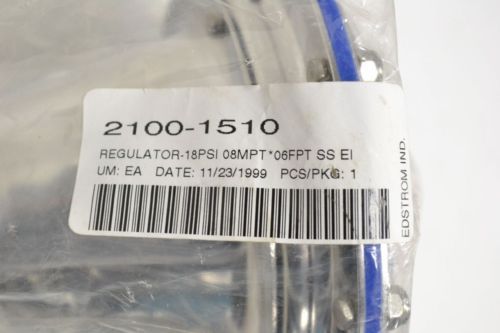 2100-1510
REGULATOR-18PSI 08MPT*06FPT SS EI
UM: EA DATE: 11/23/1999 PCS/PKG: 1
EDSTROM IND.